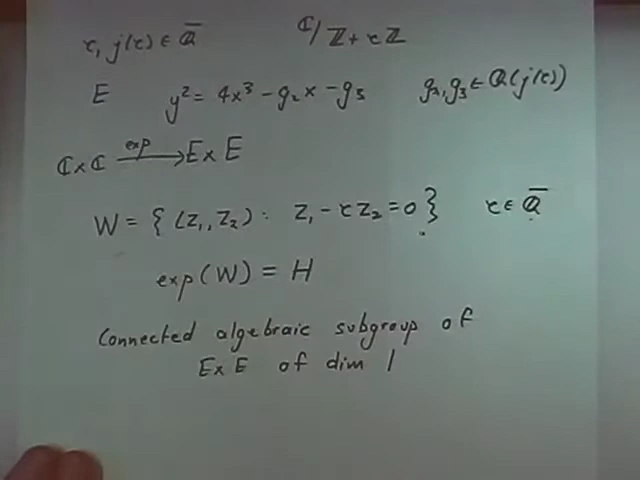 τ, j(τ) ∈ Q̄    ℂ/ℤ+τℤ
E    y² = 4x³ − g₂x − g₃    g₂, g₃ ∈ Q(j(τ))
ℂ×ℂ —exp→ E×E
W = { (z₁, z₂) : z₁ − τz₂ = 0 }    τ ∈ Q̄
exp(W) = H
Connected algebraic subgroup of
E×E of dim 1